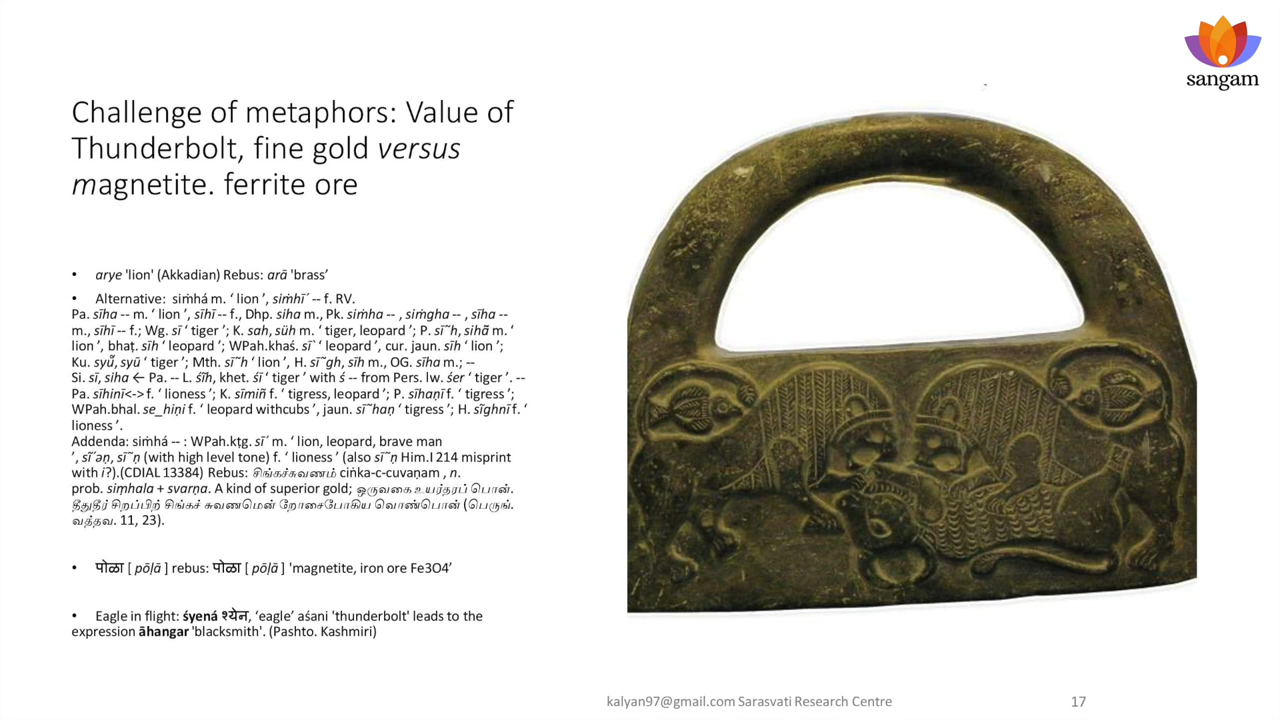 sangam
Challenge of metaphors: Value of
Thunderbolt, fine gold versus
magnetite. ferrite ore
• arye 'lion' (Akkadian) Rebus: arā 'brass’
• Alternative: siṁhá m. ‘ lion ’, siṁhī´ -- f. RV.
Pa. sīha -- m. ‘ lion ’, sīhī -- f., Dhp. siha m., Pk. siṁha -- , siṁgha -- , sīha --
m., sīhī -- f.; Wg. sī ‘ tiger ’; K. sah, süh m. ‘ tiger, leopard ’; P. sī˜h, sihā̃ m. ‘
lion ’, bhaṭ. sīh ‘ leopard ’; WPah.khaś. sī` ‘ leopard ’, cur. jaun. sīh ‘ lion ’;
Ku. syū̃, syū ‘ tiger ’; Mth. sī˜h ‘ lion ’, H. sī˜gh, sīh m., OG. sīha m.; --
Si. sī, siha ← Pa. -- L. śĩh, khet. śī ‘ tiger ’ with ś -- from Pers. lw. śer ‘ tiger ’. --
Pa. sīhinī<-> f. ‘ lioness ’; K. sīmiñ f. ‘ tigress, leopard ’; P. sīhaṇī f. ‘ tigress ’;
WPah.bhal. se_hiṇi f. ‘ leopard withcubs ’, jaun. sī˜haṇ ‘ tigress ’; H. sīghnī f. ‘
lioness ’.
Addenda: siṁhá -- : WPah.kṭg. sī´ m. ‘ lion, leopard, brave man
’, sī´əṇ, sī˜ṇ (with high level tone) f. ‘ lioness ’ (also sī˜ṇ Him.I 214 misprint
with i?).(CDIAL 13384) Rebus: சிங்கச்சுவணம் ciṅka-c-cuvaṇam , n.
prob. siṃhala + svarṇa. A kind of superior gold; ஒருவகை உயர்தரப் பொன்.
தீதுதீர் சிறப்பிற் சிங்கச் சுவணமென் றோசைபோகிய வொண்பொன் (பெருங்.
வத்தவ. 11, 23).
• पोळा [ pōḷā ] rebus: पोळा [ pōḷā ] 'magnetite, iron ore Fe3O4’
• Eagle in flight: śyená श्येन, ‘eagle’ aśani 'thunderbolt' leads to the
expression āhangar 'blacksmith'. (Pashto. Kashmiri)
kalyan97@gmail.com Sarasvati Research Centre
17